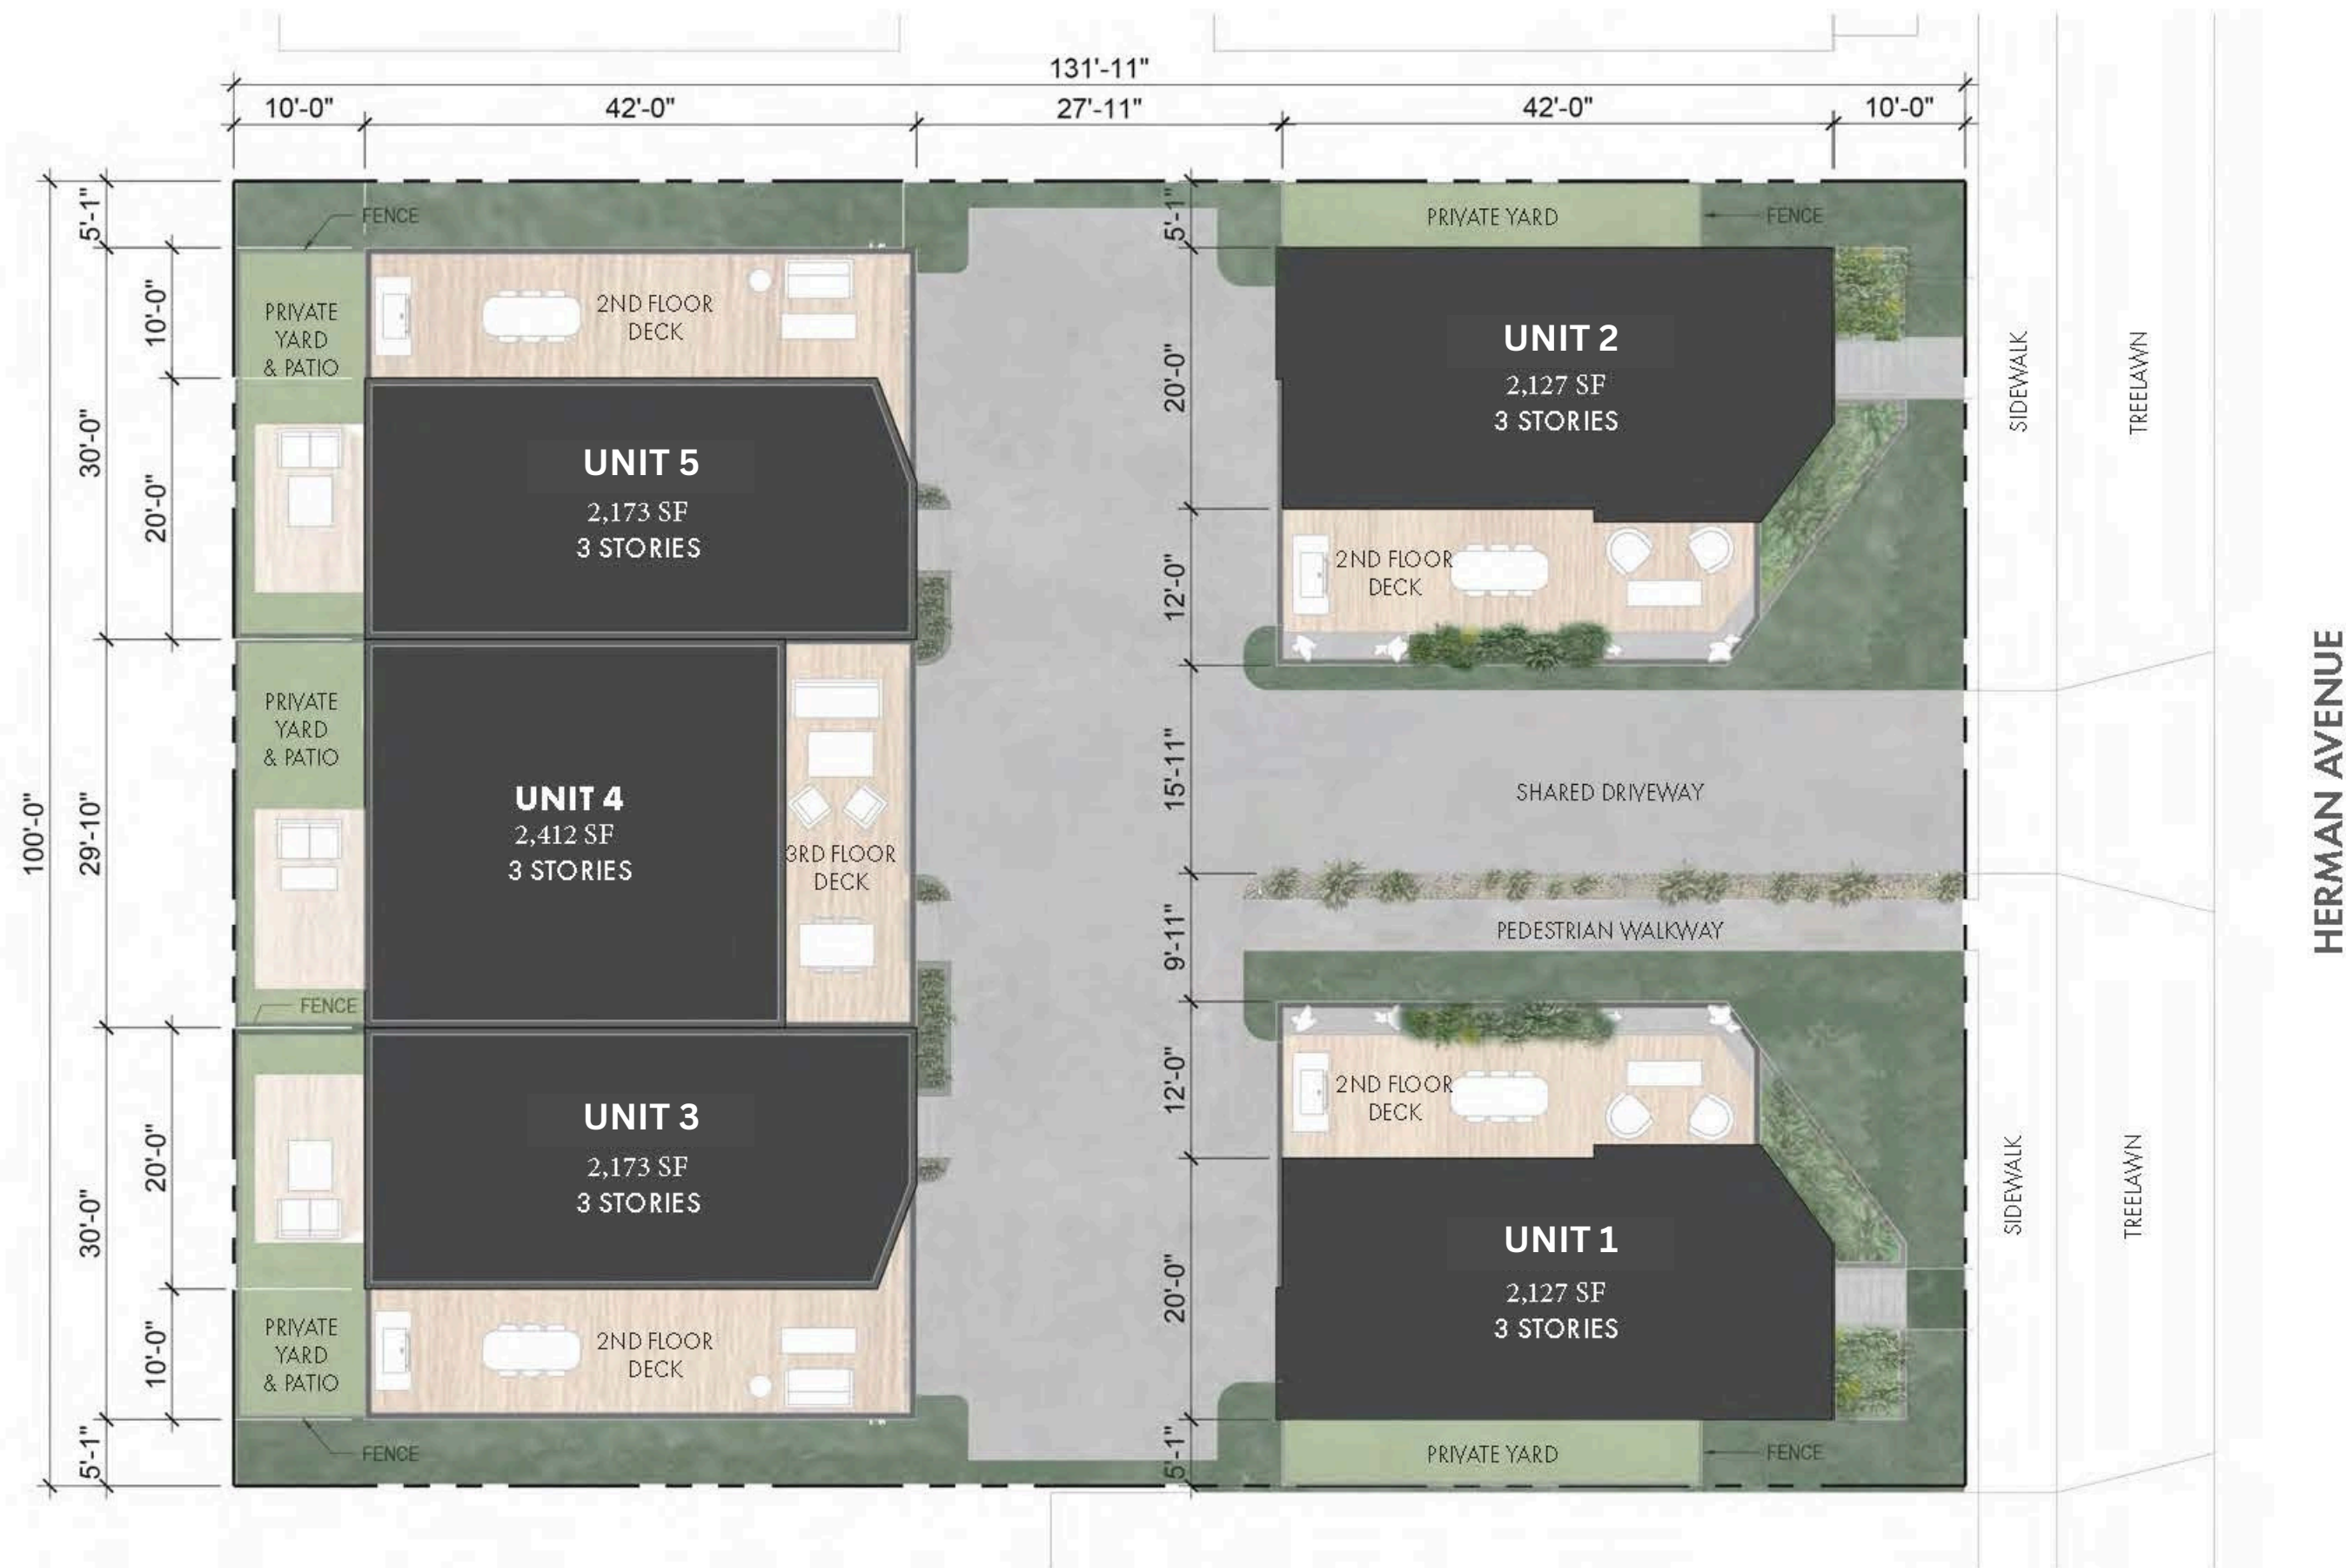 131'-11"
10'-0"
42'-0"
27'-11"
42'-0"
10'-0"
100'-0"
5'-1"
30'-0"
29'-10"
30'-0"
5'-1"
10'-0"
20'-0"
20'-0"
10'-0"
FENCE
PRIVATE
YARD
& PATIO
2ND FLOOR
DECK
UNIT 5
2,173 SF
3 STORIES
PRIVATE
YARD
& PATIO
UNIT 4
2,412 SF
3 STORIES
3RD FLOOR
DECK
FENCE
UNIT 3
2,173 SF
3 STORIES
PRIVATE
YARD
& PATIO
2ND FLOOR
DECK
FENCE
5'-1"
20'-0"
12'-0"
15'-11"
9'-11"
12'-0"
20'-0"
5'-1"
PRIVATE YARD
FENCE
UNIT 2
2,127 SF
3 STORIES
2ND FLOOR
DECK
SHARED DRIVEWAY
PEDESTRIAN WALKWAY
2ND FLOOR
DECK
UNIT 1
2,127 SF
3 STORIES
PRIVATE YARD
FENCE
SIDEWALK
TREELAWN
SIDEWALK
TREELAWN
HERMAN AVENUE